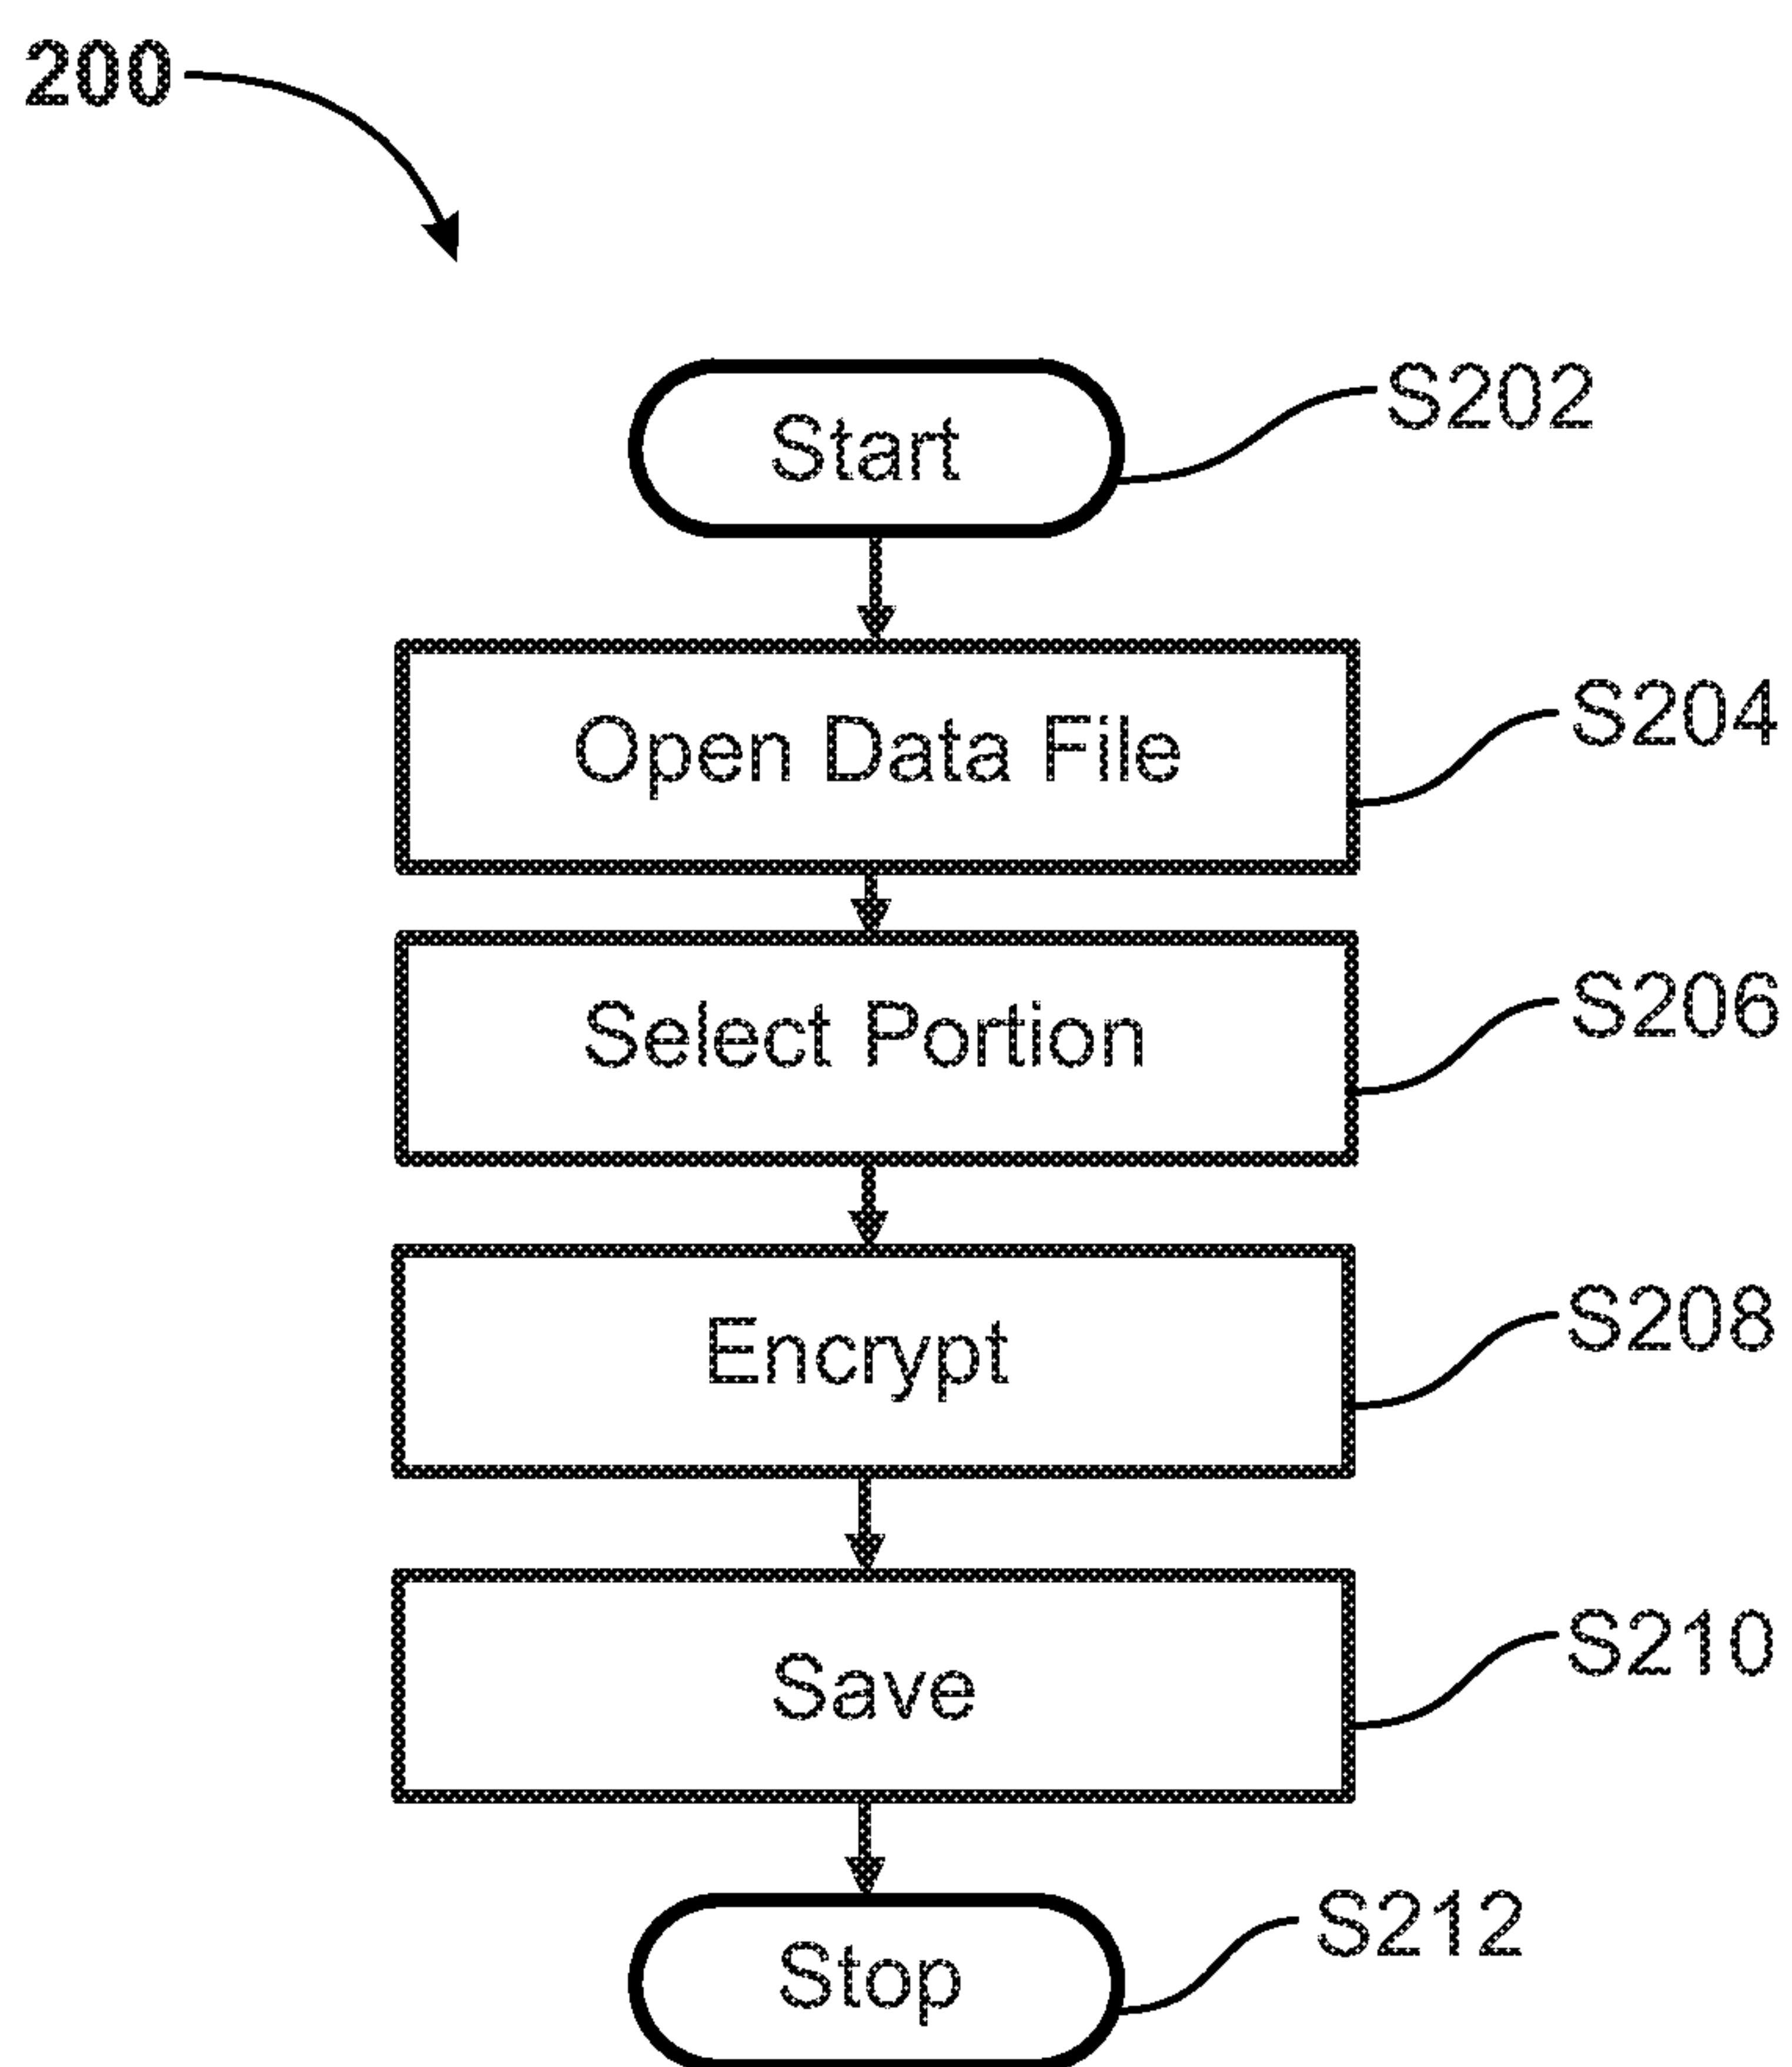 200
Start
S202
Open Data File
S204
Select Portion
S206
Encrypt
S208
Save
S210
Stop
S212